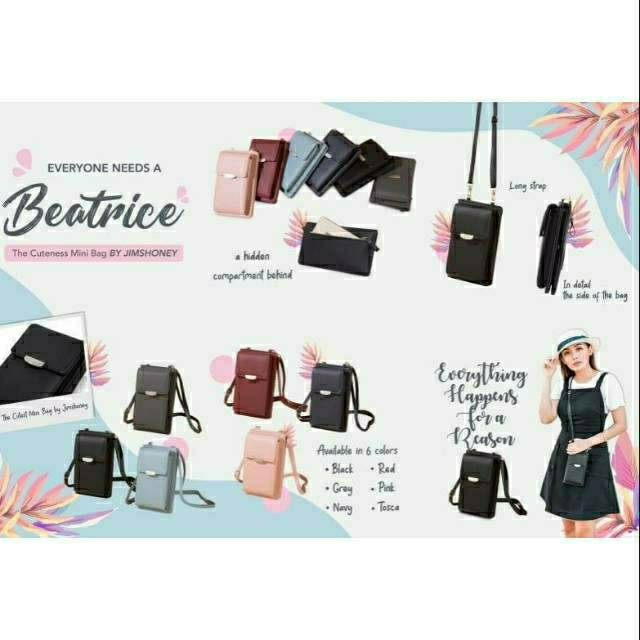 EVERYONE NEEDS A
Beatrice
The Cuteness Mini Bag BY JIMSHONEY
a hidden
compartment behind
Long strap
In detail
the side of the bag
The Cutest Mini Bag by Jimshoney
Available in 6 colors
• Black • Red
• Grey • Pink
• Navy • Tosca
Everything
Happens
for a
Reason